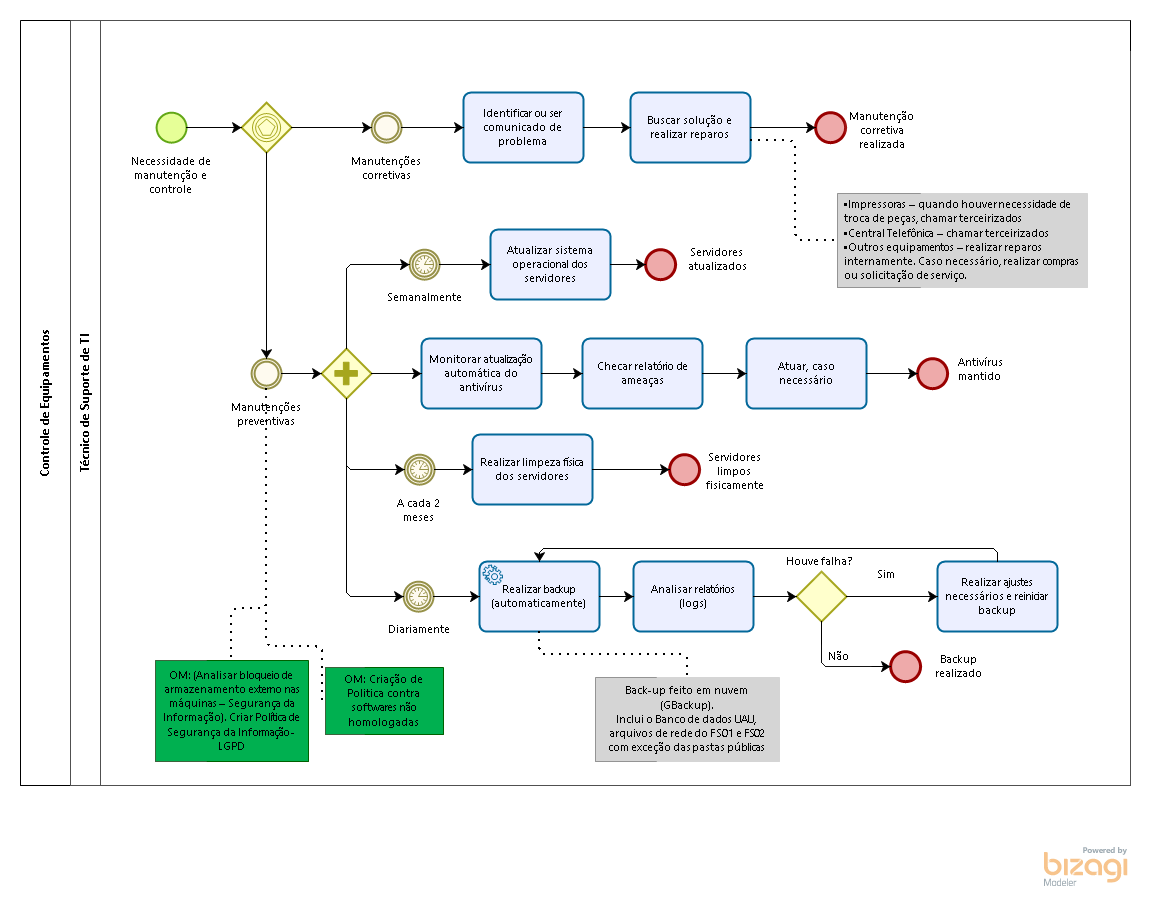 Controle de Equipamentos
Técnico de Suporte de TI
Necessidade de
manutenção e
controle
Manutenções
corretivas
Identificar ou ser
comunicado de
problema
Buscar solução e
realizar reparos
Manutenção
corretiva
realizada
•Impressoras – quando houver necessidade de
troca de peças, chamar terceirizados
•Central Telefônica – chamar terceirizados
•Outros equipamentos – realizar reparos
internamente. Caso necessário, realizar compras
ou solicitação de serviço.
Semanalmente
Atualizar sistema
operacional dos
servidores
Servidores
atualizados
Manutenções
preventivas
Monitorar atualização
automática do
antivírus
Checar relatório de
ameaças
Atuar, caso
necessário
Antivírus
mantido
A cada 2
meses
Realizar limpeza física
dos servidores
Servidores
limpos
fisicamente
Diariamente
Realizar backup
(automaticamente)
Analisar relatórios
(logs)
Houve falha?
Sim
Não
Realizar ajustes
necessários e reiniciar
backup
Backup
realizado
OM: (Analisar bloqueio de
armazenamento externo nas
máquinas – Segurança da
Informação). Criar Política de
Segurança da Informação-
LGPD
OM: Criação de
Politica contra
softwares não
homologadas
Back-up feito em nuvem
(GBackup).
Inclui o Banco de dados UAU,
arquivos de rede do FS01 e FS02
com exceção das pastas públicas
Powered by
bizagi
Modeler